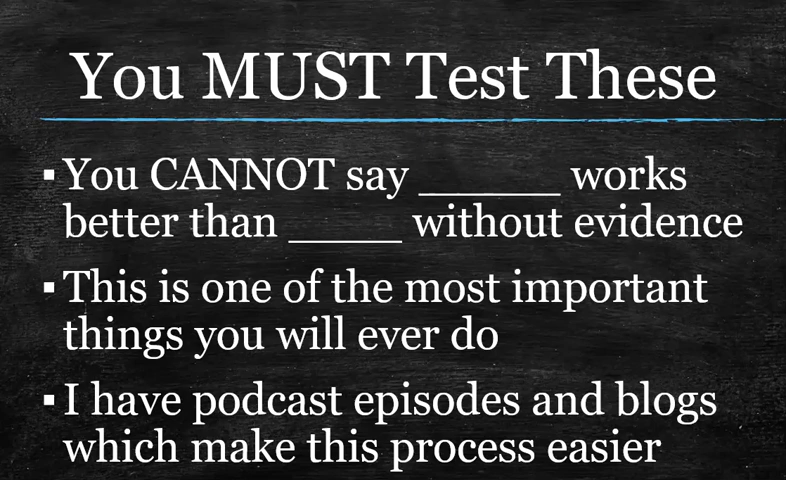 You MUST Test These
▪You CANNOT say ______ works
better than _____ without evidence
▪This is one of the most important
things you will ever do
▪I have podcast episodes and blogs
which make this process easier